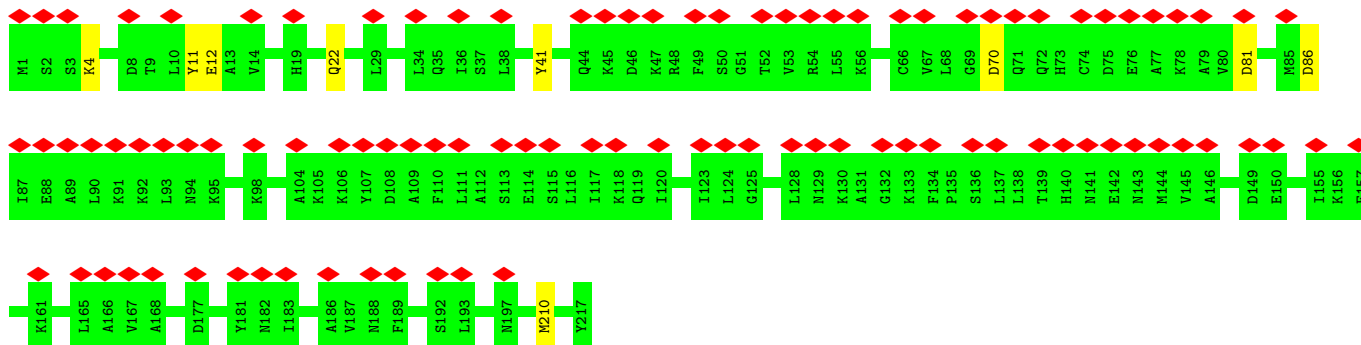 M1 S2 S3 K4 D8 T9 L10 Y11 E12 A13 V14 H19 Q22 L29 L34 Q35 I36 S37 L38 Y41 Q44 K45 D46 K47 R48 F49 S50 G51 T52 V53 R54 L55 K56 C66 V67 L68 G69 D70 Q71 Q72 H73 C74 D75 E76 A77 K78 A79 V80 D81 M85 D86
I87 E88 A89 L90 K91 K92 L93 N94 K95 K98 A104 K105 K106 Y107 D108 A109 F110 L111 A112 S113 E114 S115 L116 I117 K118 Q119 I120 I123 L124 G125 L128 N129 K130 A131 G132 K133 F134 P135 S136 L137 L138 T139 H140 N141 E142 N143 M144 V145 A146 D149 E150 I155 K156 E157
K161 L165 A166 V167 A168 D177 Y181 N182 I183 A186 V187 N188 F189 S192 L193 N197 M210 Y217